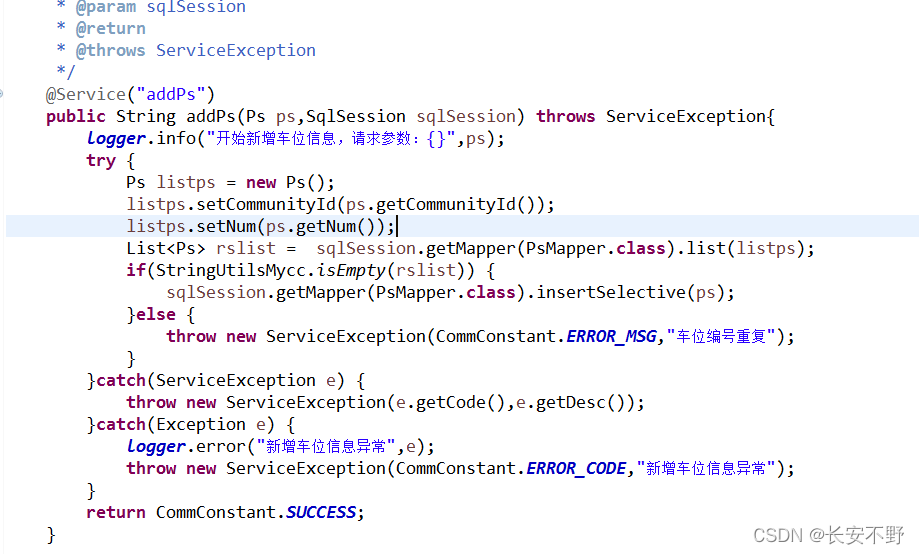 * @param sqlSession
* @return
* @throws ServiceException
*/
@Service("addPs")
public String addPs(Ps ps,SqlSession sqlSession) throws ServiceException{
logger.info("开始新增车位信息，请求参数：{}",ps);
try {
Ps listps = new Ps();
listps.setCommunityId(ps.getCommunityId());
listps.setNum(ps.getNum());
List<Ps> rslist =  sqlSession.getMapper(PsMapper.class).list(listps);
if(StringUtilsMycc.isEmpty(rslist)) {
sqlSession.getMapper(PsMapper.class).insertSelective(ps);
}else {
throw new ServiceException(CommConstant.ERROR_MSG,"车位编号重复");
}
}catch(ServiceException e) {
throw new ServiceException(e.getCode(),e.getDesc());
}catch(Exception e) {
logger.error("新增车位信息异常",e);
throw new ServiceException(CommConstant.ERROR_CODE,"新增车位信息异常");
}
return CommConstant.SUCCESS;
}
CSDN @长安不野